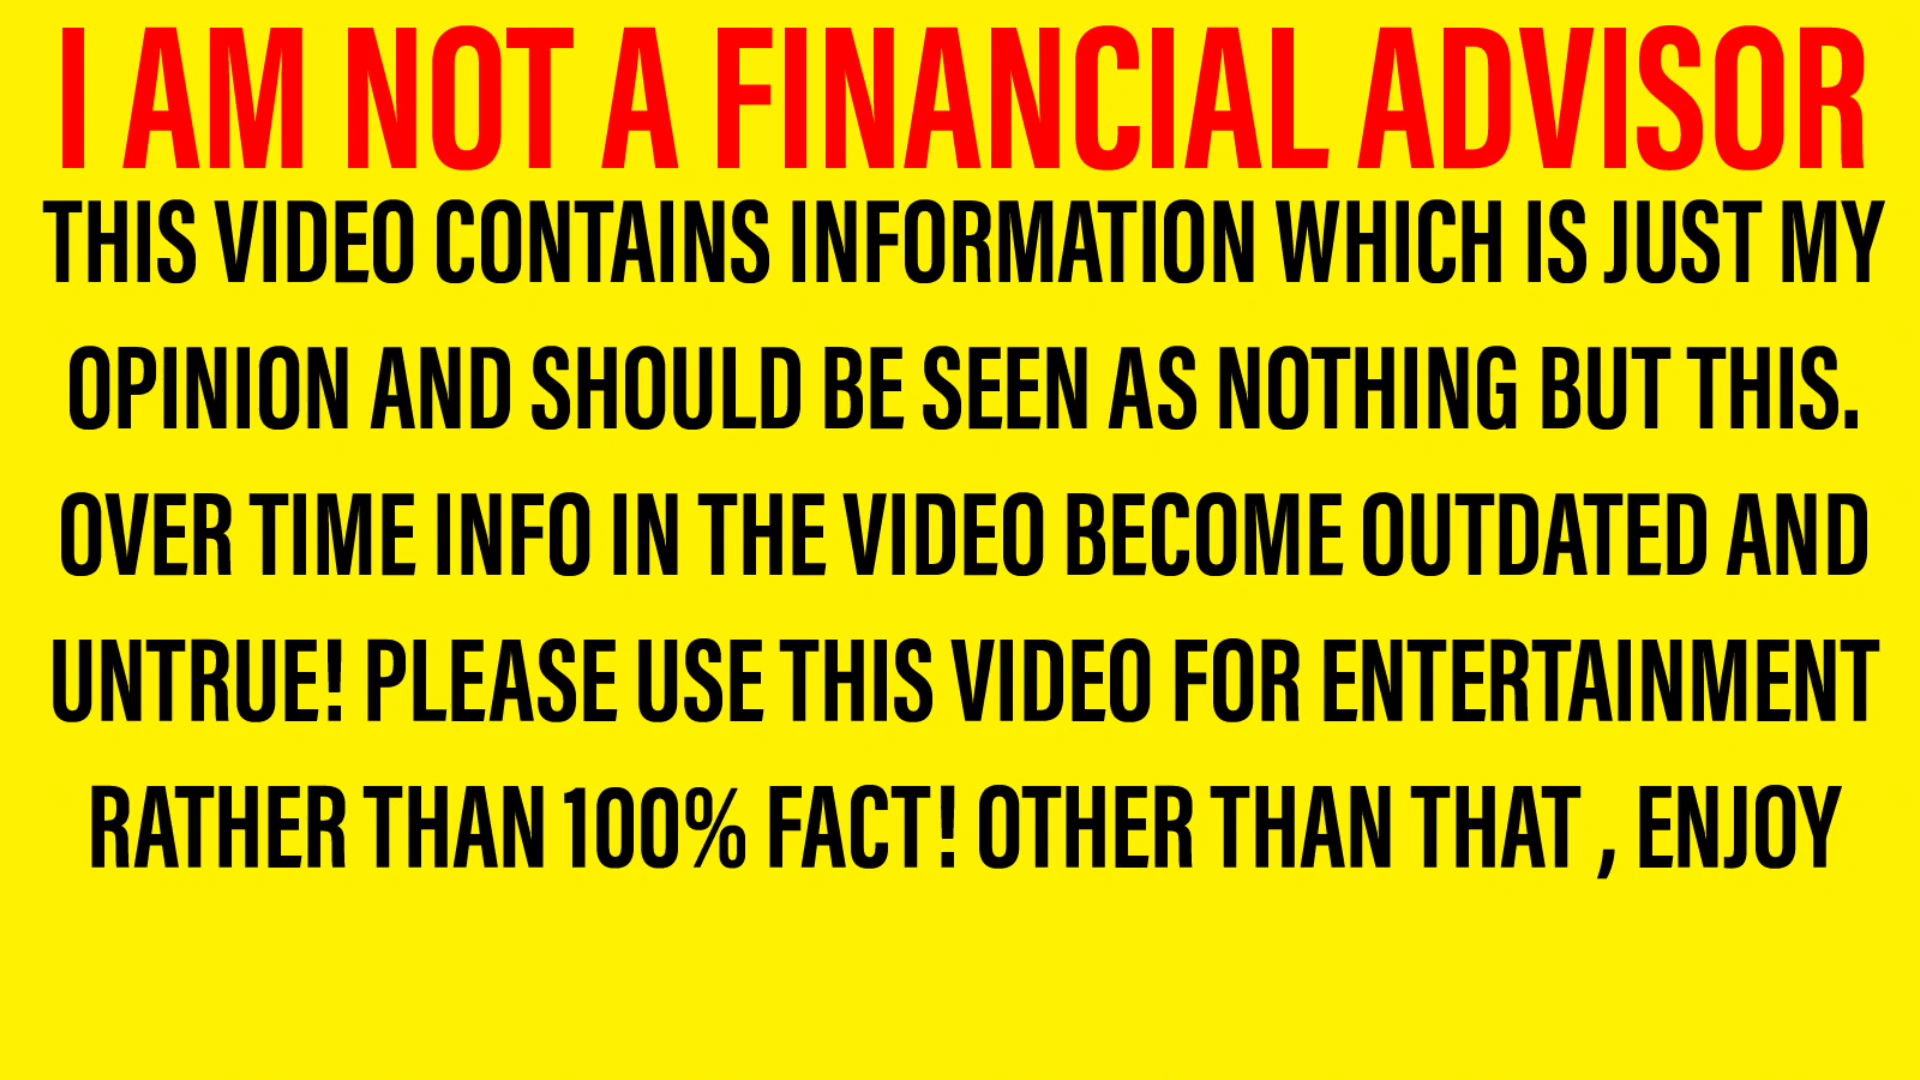 I AM NOT A FINANCIAL ADVISOR
THIS VIDEO CONTAINS INFORMATION WHICH IS JUST MY
OPINION AND SHOULD BE SEEN AS NOTHING BUT THIS.
OVER TIME INFO IN THE VIDEO BECOME OUTDATED AND
UNTRUE! PLEASE USE THIS VIDEO FOR ENTERTAINMENT
RATHER THAN 100% FACT! OTHER THAN THAT , ENJOY